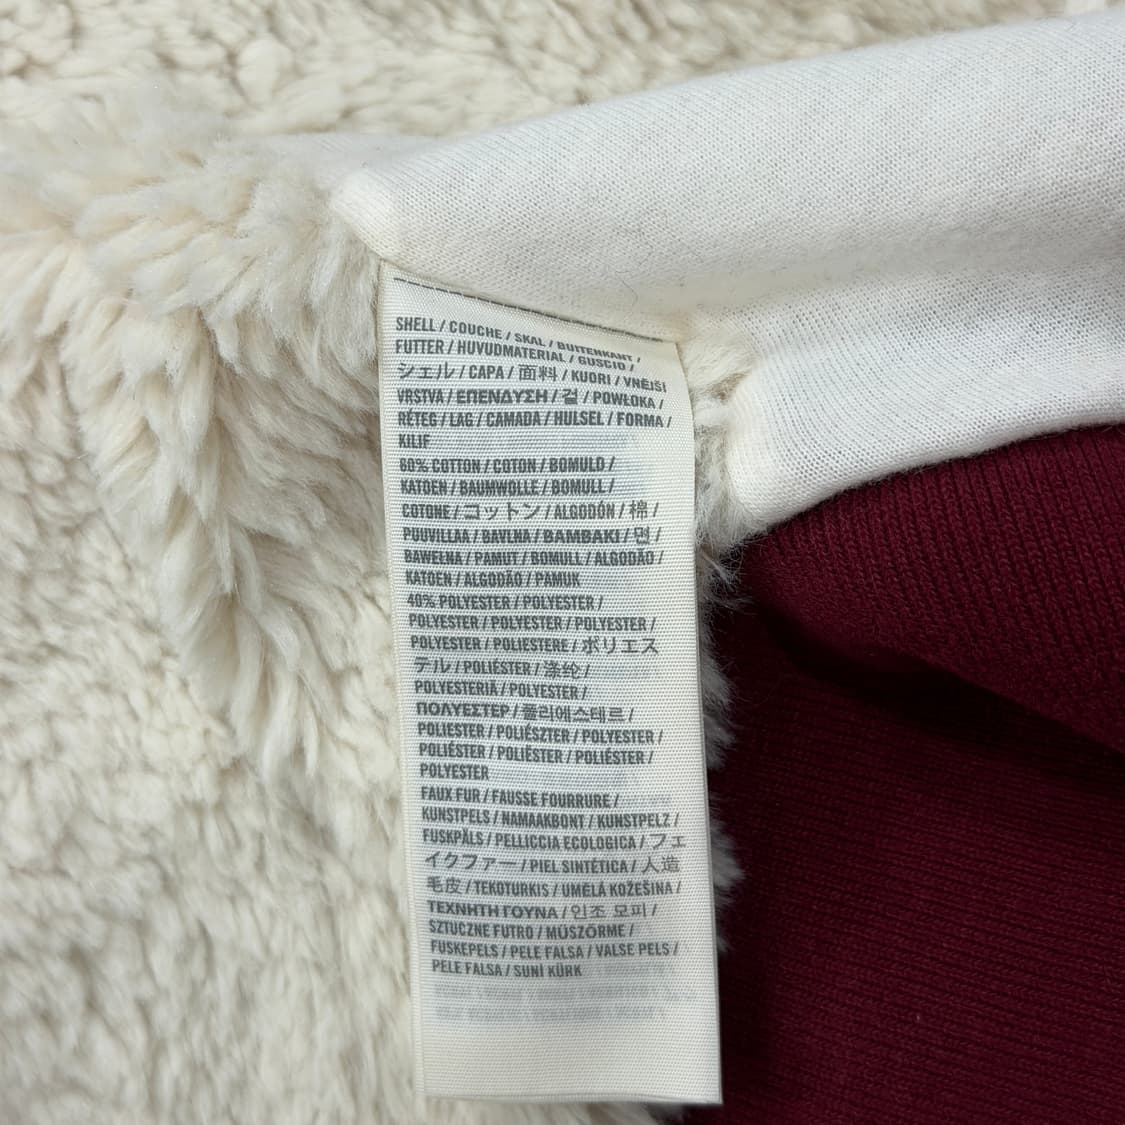 SHELL / COUCHE / SKAL / BUITENKANT /
FUTTER / HUVUDMATERIAL / GUSCIO /
シェル / CAPA / 面料 / KUORI / VNĚJŠÍ
VRSTVA / ΕΠΕΝΔΥΣΗ / 겉 / POWŁOKA /
RÉTEG / LAG / CAMADA / HULSEL / FORMA /
KILIF
60% COTTON / COTON / BOMULD /
KATOEN / BAUMWOLLE / BOMULL /
COTONE / コットン / ALGODÓN / 棉 /
PUUVILLAA / BAVLNA / ΒΑΜΒΑΚΙ / 면 /
BAWEŁNA / PAMUT / BOMULL / ALGODÃO /
KATOEN / ALGODÃO / PAMUK
40% POLYESTER / POLYESTER /
POLYESTER / POLYESTER / POLYESTER /
POLYESTER / POLIESTERE / ポリエス
テル / POLIÉSTER / 涤纶 /
POLYESTERIÄ / POLYESTER /
ΠΟΛΥΕΣΤΕΡ / 폴리에스테르 /
POLIESTER / POLIÉSZTER / POLYESTER /
POLIÉSTER / POLIËSTER / POLIÉSTER /
POLYESTER
FAUX FUR / FAUSSE FOURRURE /
KUNSTPELS / NAMAAKBONT / KUNSTPELZ /
FUSKPÄLS / PELLICCIA ECOLOGICA / フェ
イクファー / PIEL SINTÉTICA / 人造
毛皮 / TEKOTURKIS / UMĚLÁ KOŽEŠINA /
ΤΕΧΝΗΤΗ ΓΟΥΝΑ / 인조 모피 /
SZTUCZNE FUTRO / MŰSZŐRME /
FUSKEPELS / PELE FALSA / VALSE PELS /
PELE FALSA / SUNİ KÜRK